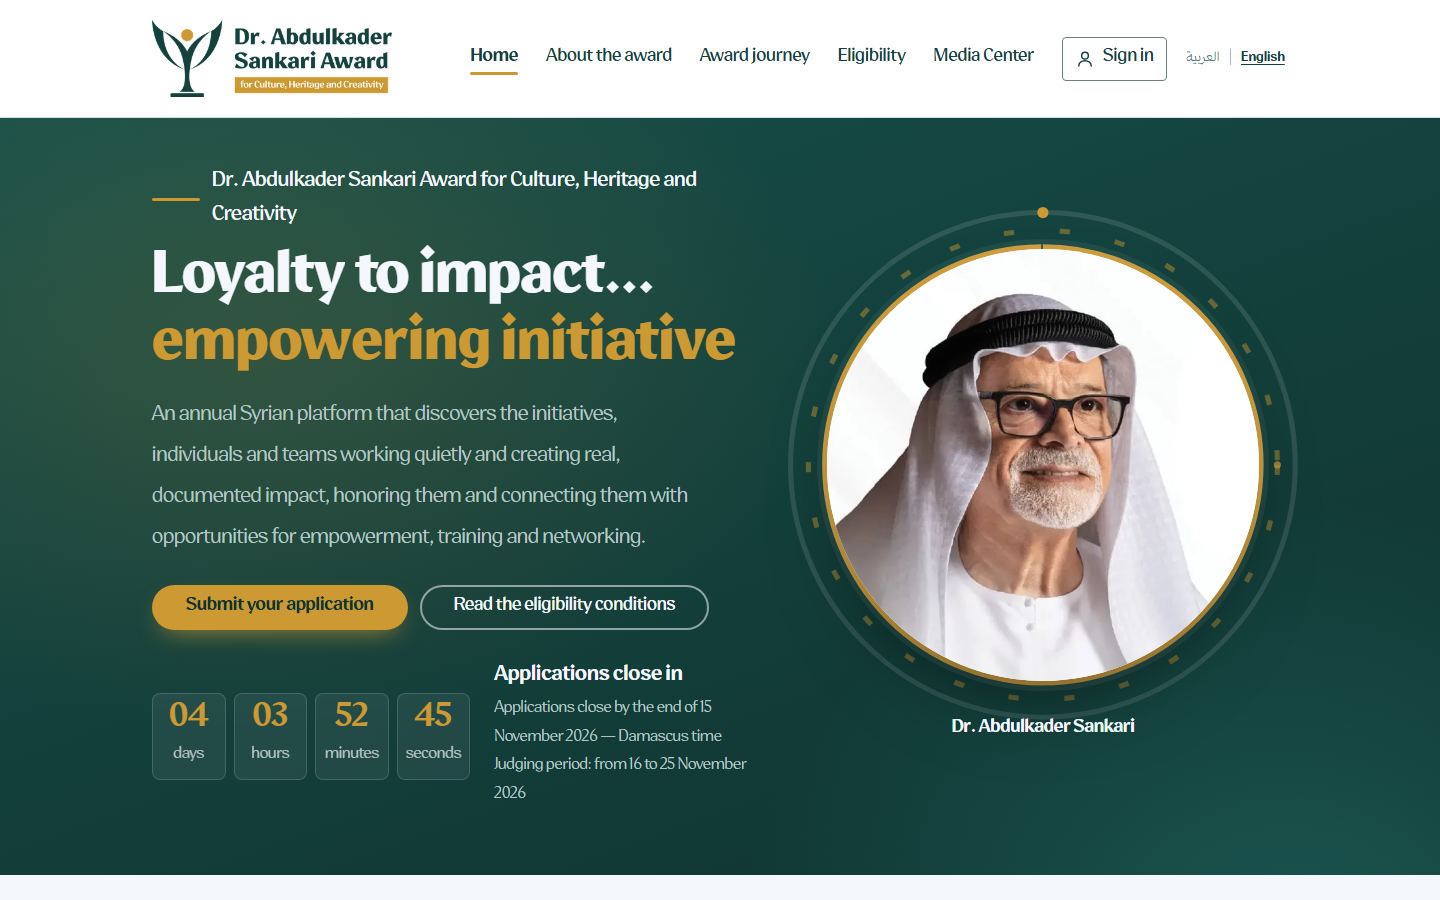 Dr. Abdulkader
Sankari Award
for Culture, Heritage and Creativity
Home
About the award
Award journey
Eligibility
Media Center
Sign in
العربية
English
Dr. Abdulkader Sankari Award for Culture, Heritage and
Creativity
Loyalty to impact...
empowering initiative
An annual Syrian platform that discovers the initiatives,
individuals and teams working quietly and creating real,
documented impact, honoring them and connecting them with
opportunities for empowerment, training and networking.
Submit your application
Read the eligibility conditions
04
days
03
hours
52
minutes
45
seconds
Applications close in
Applications close by the end of 15
November 2026 — Damascus time
Judging period: from 16 to 25 November
2026
Dr. Abdulkader Sankari